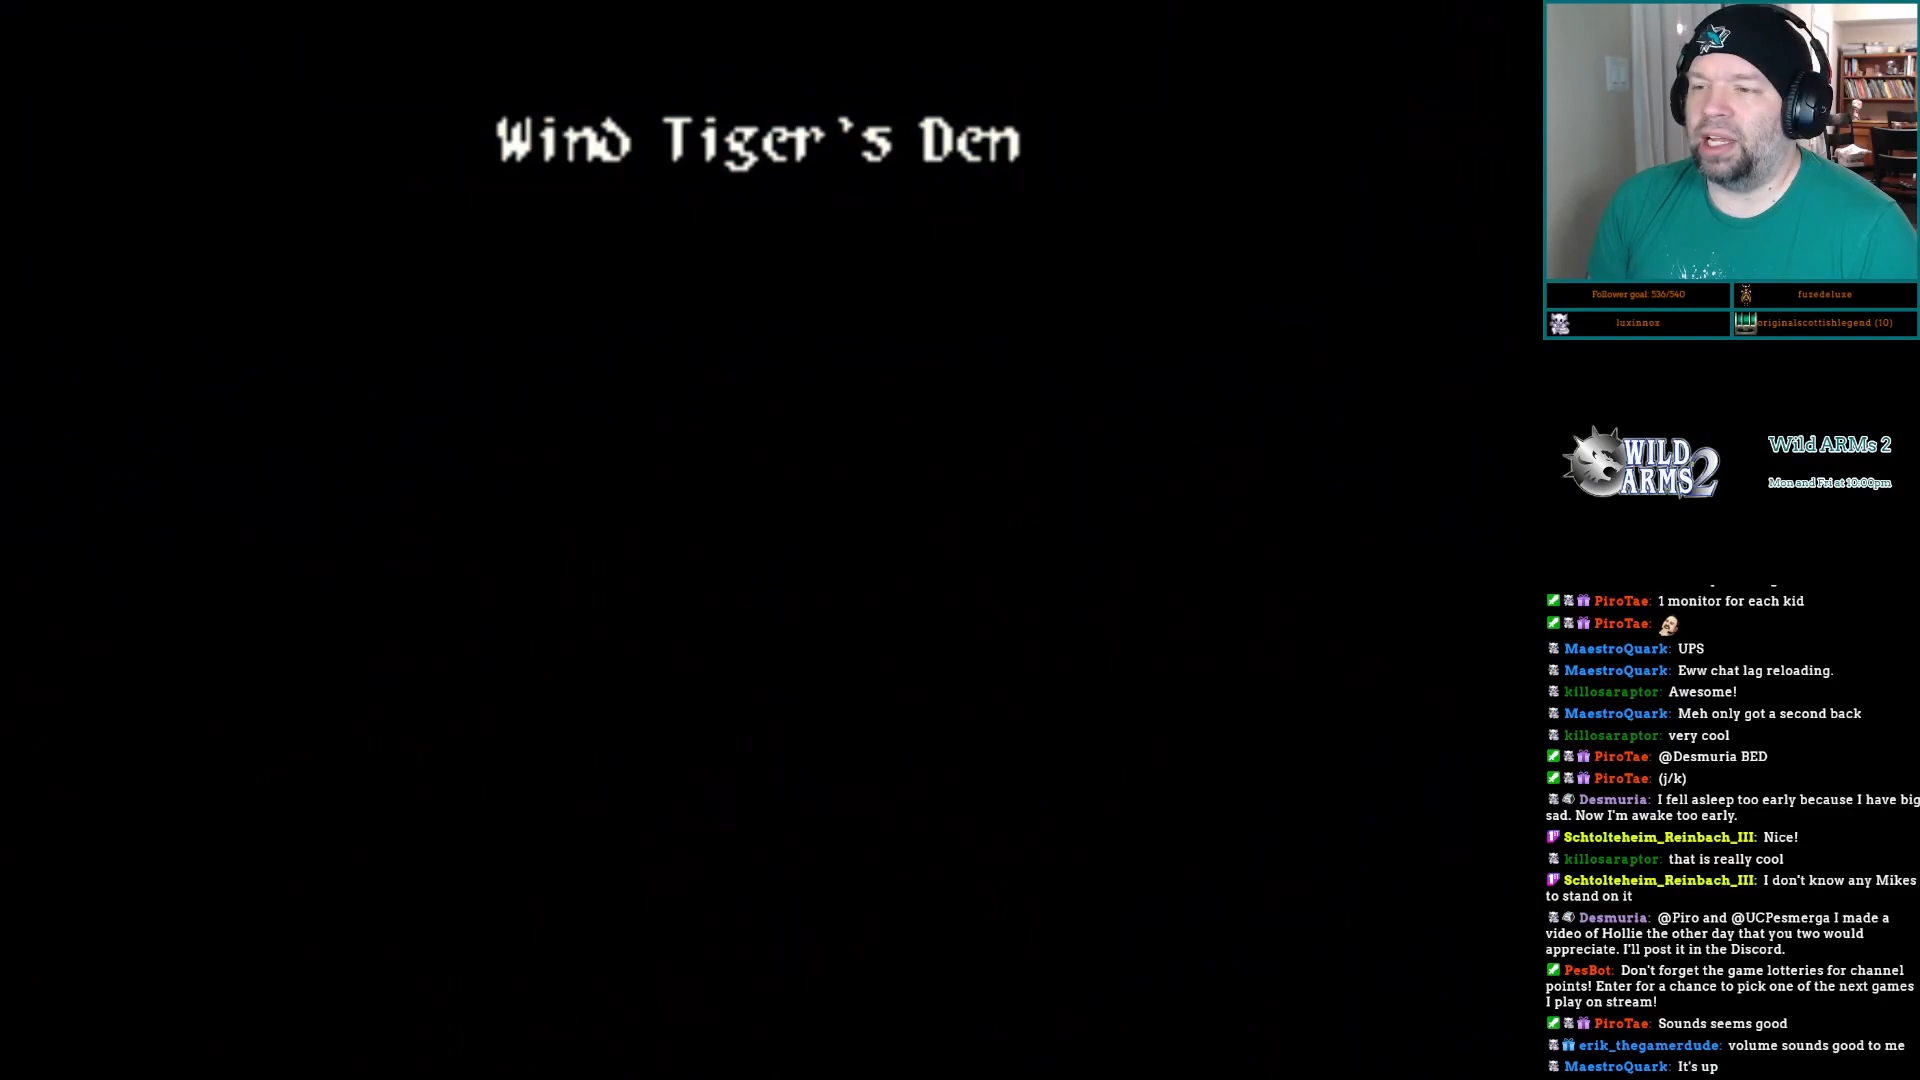 Wind Tiger's Den
Follower goal: 536/540
fuzedeluxe
luxinnox
originalscottishlegend (10)
WILD
ARMS 2
Wild ARMs 2
Mon and Fri at 10:00pm
PiroTae: 1 monitor for each kid
PiroTae:
MaestroQuark: UPS
MaestroQuark: Eww chat lag reloading.
killosaraptor: Awesome!
MaestroQuark: Meh only got a second back
killosaraptor: very cool
PiroTae: @Desmuria BED
PiroTae: (j/k)
Desmuria: I fell asleep too early because I have big
sad. Now I'm awake too early.
Schtolteheim_Reinbach_III: Nice!
killosaraptor: that is really cool
Schtolteheim_Reinbach_III: I don't know any Mikes
to stand on it
Desmuria: @Piro and @UCPesmerga I made a
video of Hollie the other day that you two would
appreciate. I'll post it in the Discord.
PesBot: Don't forget the game lotteries for channel
points! Enter for a chance to pick one of the next games
I play on stream!
PiroTae: Sounds seems good
erik_thegamerdude: volume sounds good to me
MaestroQuark: It's up